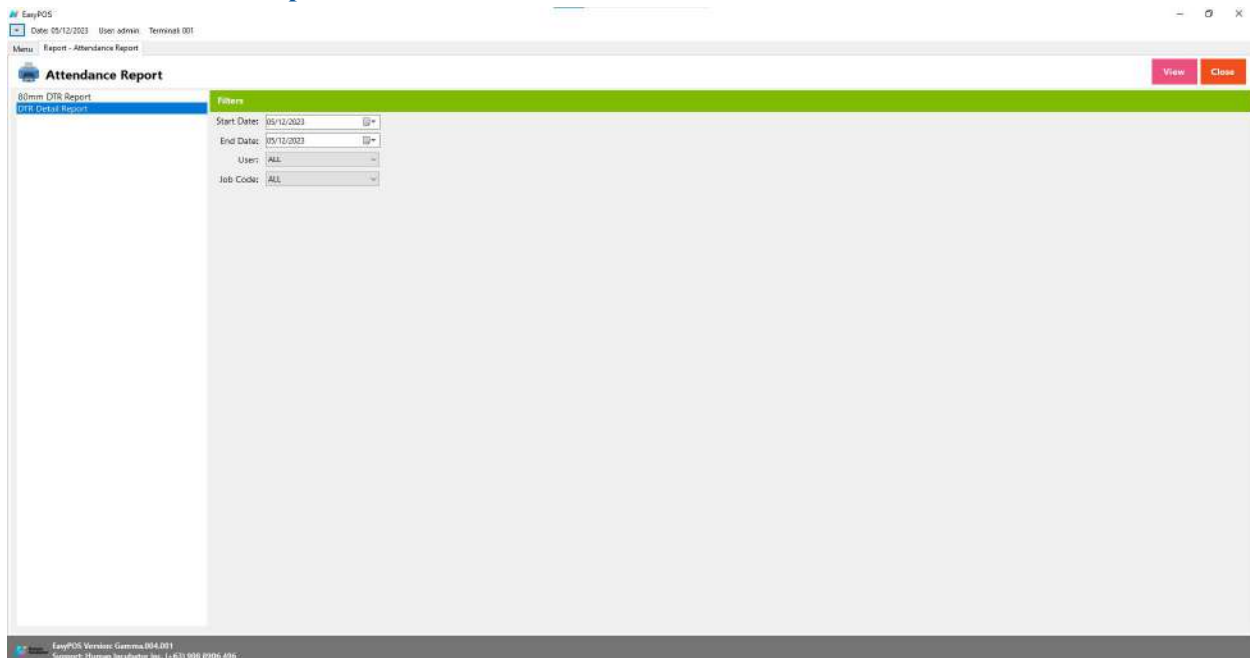 EasyPOS
Date: 05/12/2023 User: admin Terminal: 001
Menu Report - Attendance Report
Attendance Report View Close
80mm DTR Report
DTR Detail Report
Filters
Start Date: 05/12/2023
End Date: 05/12/2023
User: ALL
Job Code: ALL
EasyPOS Version: Gamma.004.001
Support: Human Incubator Inc. (+63) 908 8906 496